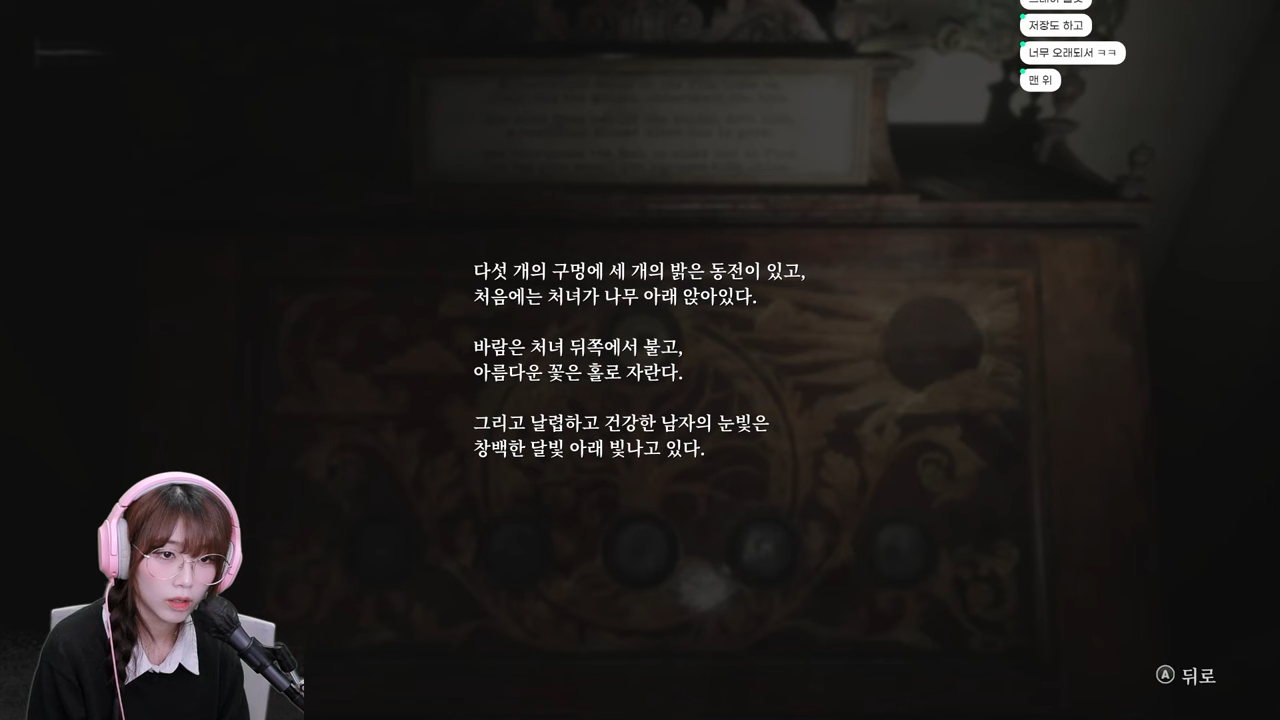 저장도 하고
너무 오래되서 ㅋㅋ
맨 위
다섯 개의 구멍에 세 개의 밝은 동전이 있고,
처음에는 처녀가 나무 아래 앉아있다.
바람은 처녀 뒤쪽에서 불고,
아름다운 꽃은 홀로 자란다.
그리고 날렵하고 건강한 남자의 눈빛은
창백한 달빛 아래 빛나고 있다.
A 뒤로